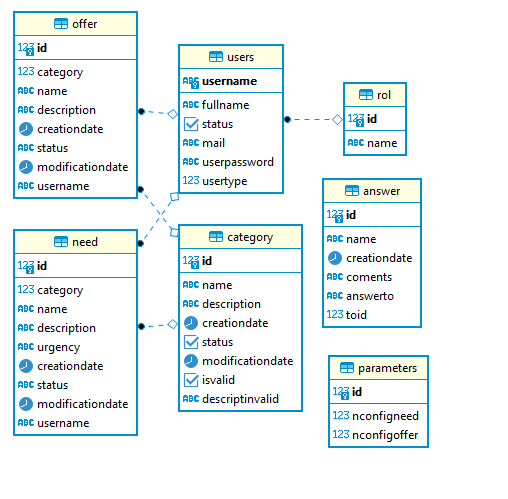 offer
123 id
123 category
ABC name
ABC description
creationdate
ABC status
modificationdate
ABC username
users
ABC username
ABC fullname
status
ABC mail
ABC userpassword
123 usertype
rol
123 id
ABC name
answer
123 id
ABC name
creationdate
ABC coments
ABC answerto
123 toid
need
123 id
123 category
ABC name
ABC description
ABC urgency
creationdate
ABC status
modificationdate
ABC username
category
123 id
ABC name
ABC description
creationdate
status
modificationdate
isvalid
ABC descriptinvalid
parameters
123 id
123 nconfigneed
123 nconfigoffer